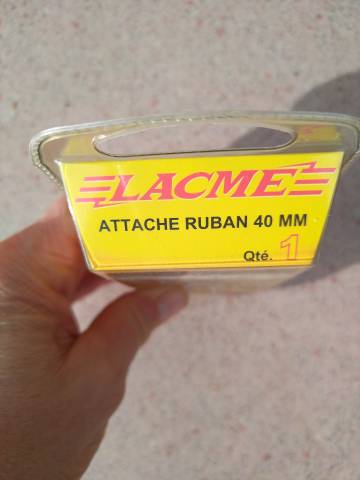 LACME
ATTACHE RUBAN 40 MM
Qté. 1